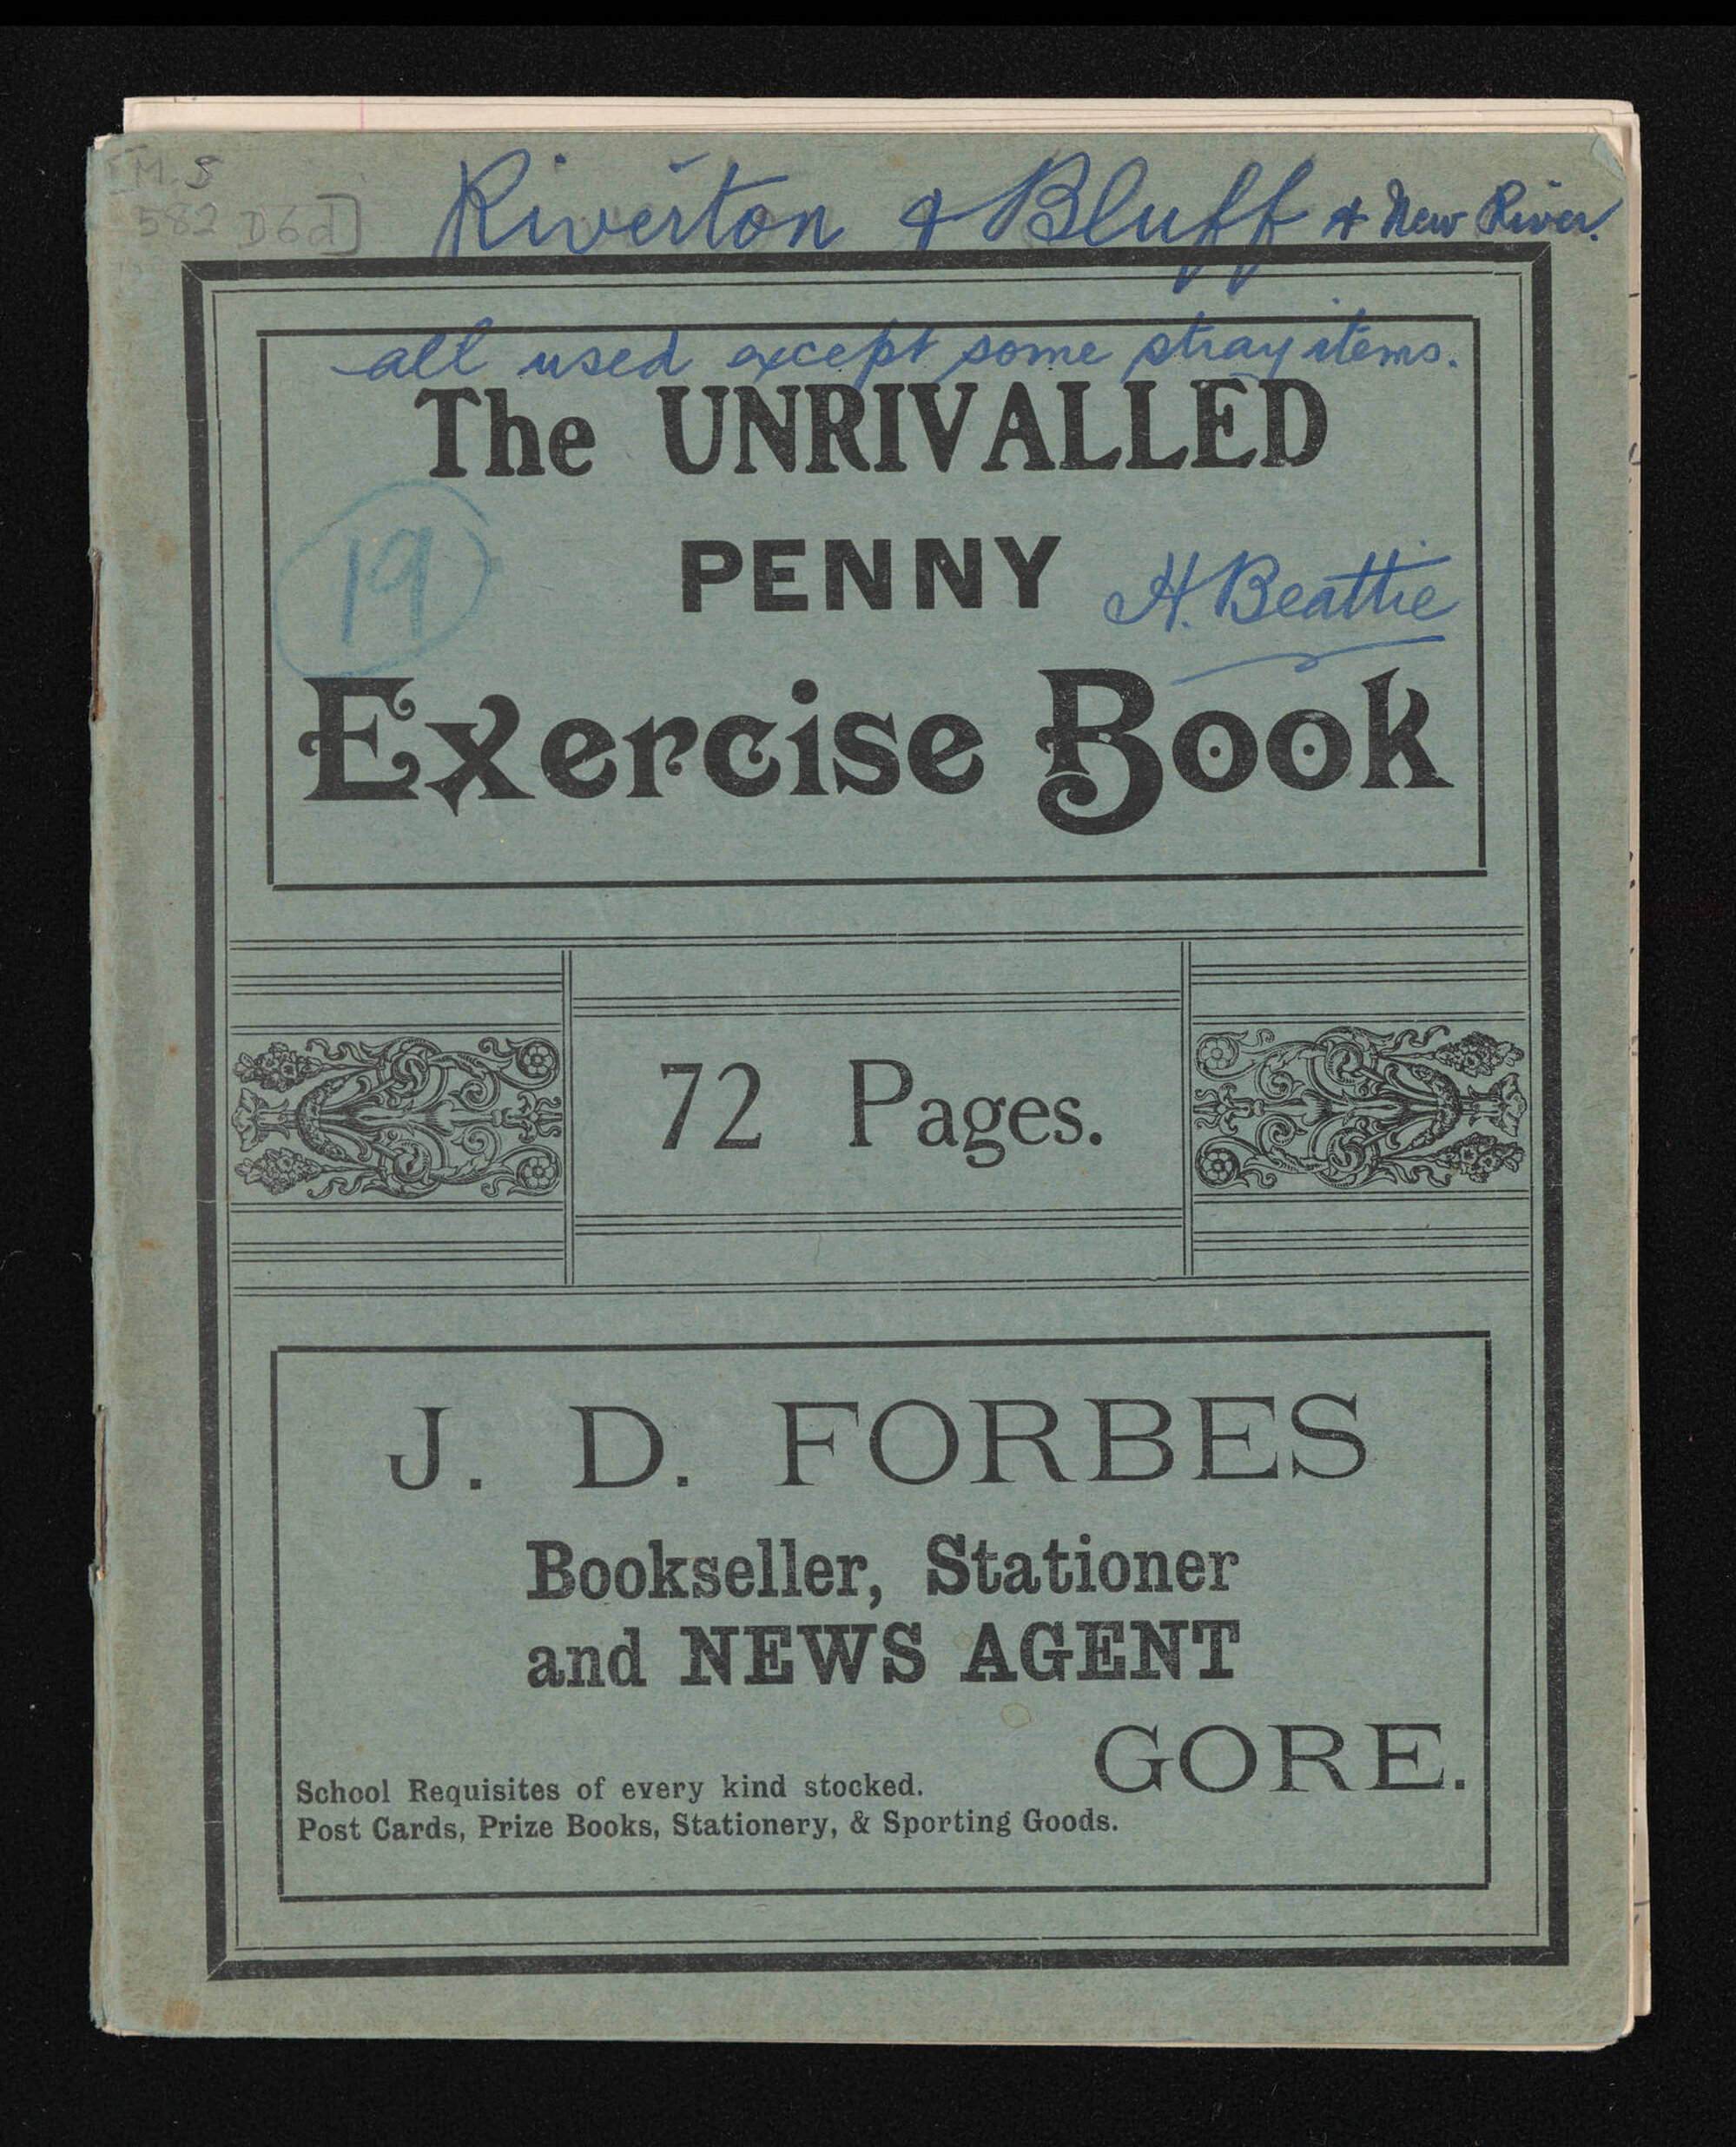 [M.S
582 D6d]
Riverton & Bluff & New River.
all used except some stray items.
The UNRIVALLED
19
PENNY
H. Beattie
Exercise Book
72 Pages.
J. D. FORBES
Bookseller, Stationer
and NEWS AGENT
GORE.
School Requisites of every kind stocked.
Post Cards, Prize Books, Stationery, & Sporting Goods.